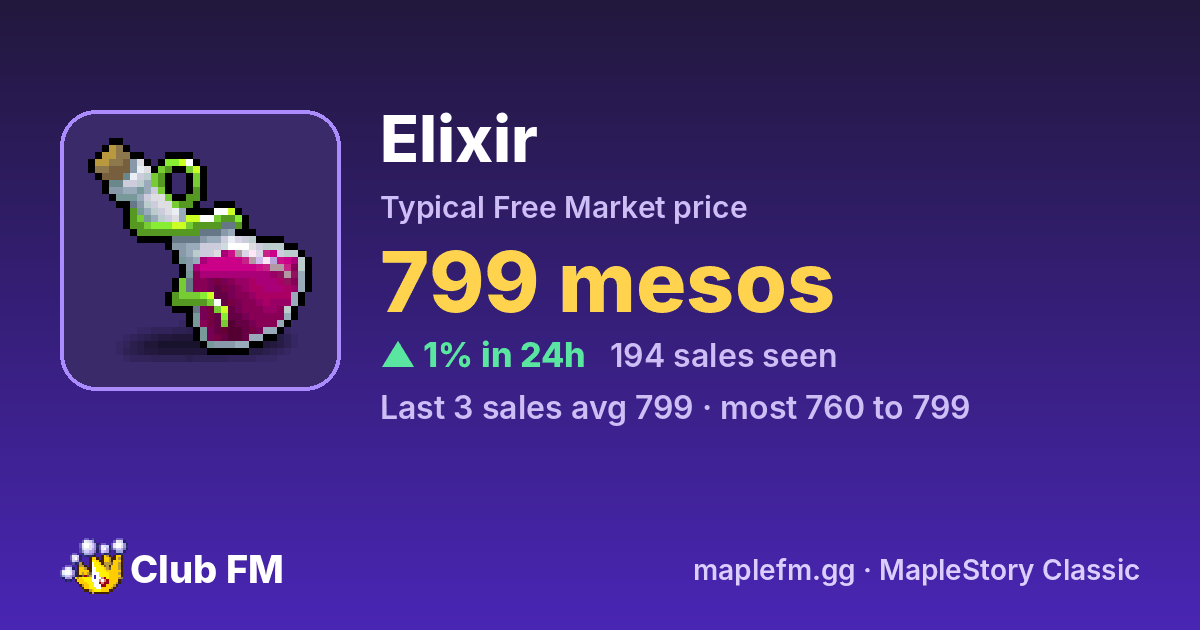 Elixir
Typical Free Market price
799 mesos
▲ 1% in 24h 194 sales seen
Last 3 sales avg 799 · most 760 to 799
Club FM
maplefm.gg · MapleStory Classic